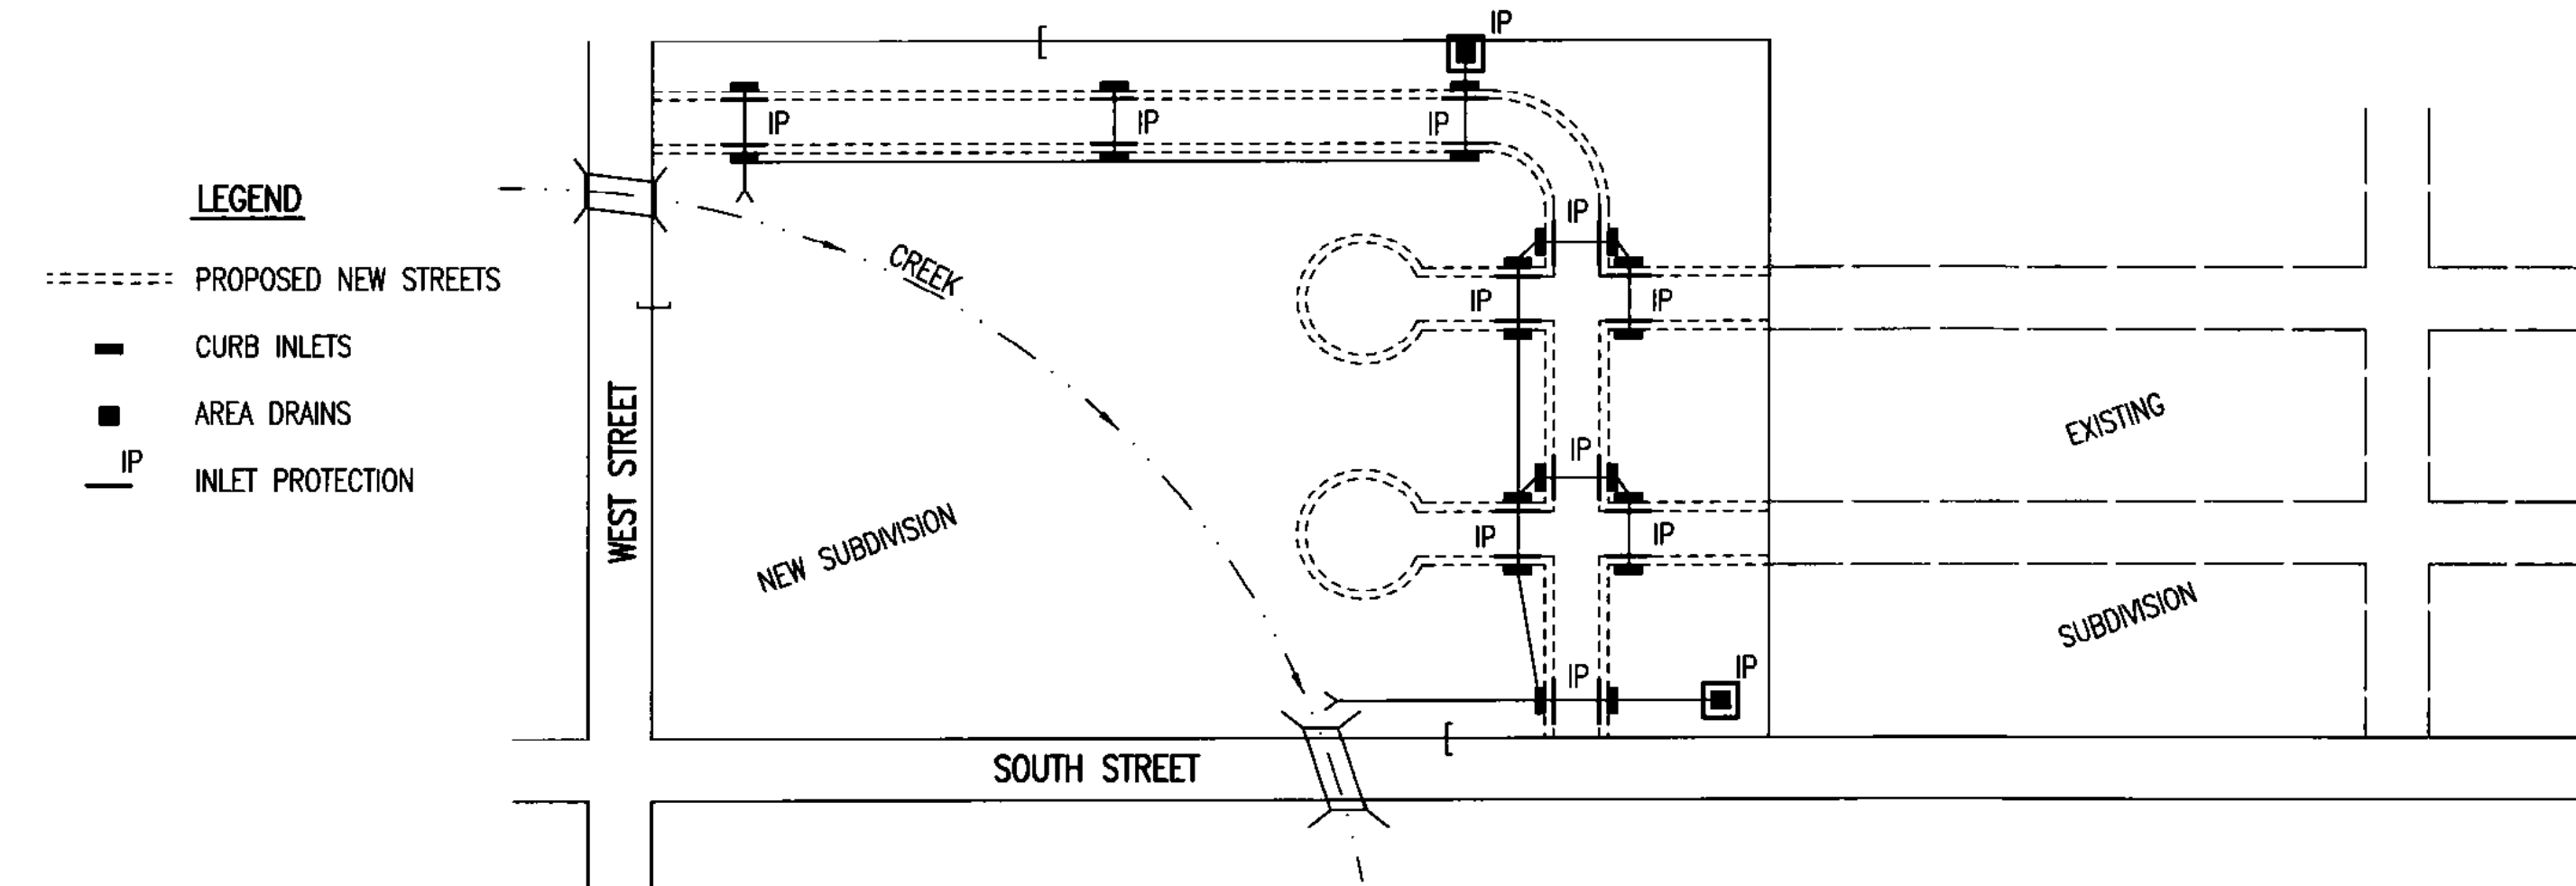 IP
IP
IP
IP
LEGEND
IP
PROPOSED NEW STREETS
CREEK
IP
IP
CURB INLETS
AREA DRAINS
WEST STREET
EXISTING
IP
IP
INLET PROTECTION
NEW SUBDIVISION
IP
IP
SUBDIVISION
IP
IP
SOUTH STREET